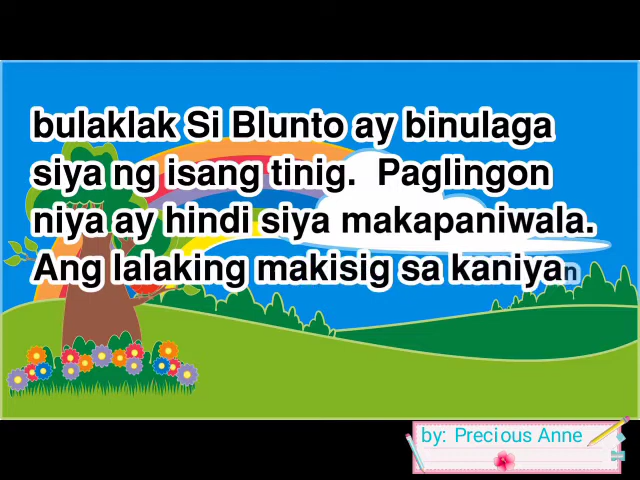 bulaklak Si Blunto ay binulaga
siya ng isang tinig. Paglingon
niya ay hindi siya makapaniwala.
Ang lalaking makisig sa kaniyan
by: Precious Anne